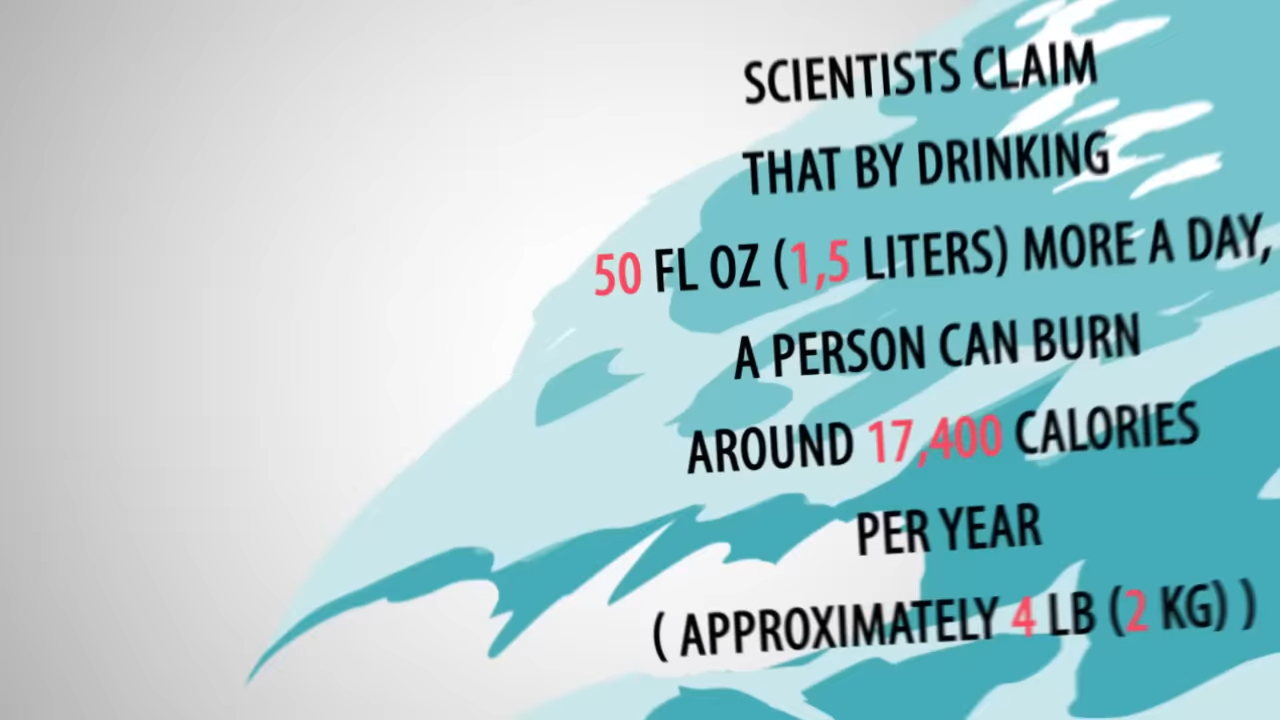 SCIENTISTS CLAIM
THAT BY DRINKING
50 FL OZ (1,5 LITERS) MORE A DAY,
A PERSON CAN BURN
AROUND 17,400 CALORIES
PER YEAR
( APPROXIMATELY 4 LB (2 KG) )